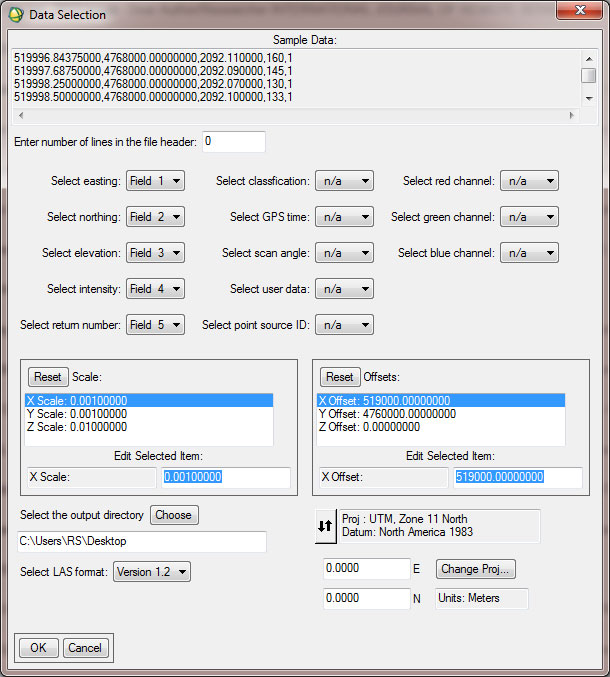 Data Selection
Sample Data:
519996.84375000,4768000.00000000,2092.110000,160,1
519997.68750000,4768000.00000000,2092.090000,145,1
519998.25000000,4768000.00000000,2092.070000,130,1
519998.50000000,4768000.00000000,2092.100000,133,1
Enter number of lines in the file header: 0
Select easting: Field 1 Select classfication: n/a Select red channel: n/a
Select northing: Field 2 Select GPS time: n/a Select green channel: n/a
Select elevation: Field 3 Select scan angle: n/a Select blue channel: n/a
Select intensity: Field 4 Select user data: n/a
Select return number: Field 5 Select point source ID: n/a
Reset Scale:
X Scale: 0.00100000
Y Scale: 0.00100000
Z Scale: 0.01000000
Edit Selected Item:
X Scale: 0.00100000
Reset Offsets:
X Offset: 519000.00000000
Y Offset: 4760000.00000000
Z Offset: 0.00000000
Edit Selected Item:
X Offset: 519000.00000000
Select the output directory Choose
C:\Users\RS\Desktop
Select LAS format: Version 1.2
Proj : UTM, Zone 11 North
Datum: North America 1983
0.0000 E Change Proj...
0.0000 N Units: Meters
OK Cancel